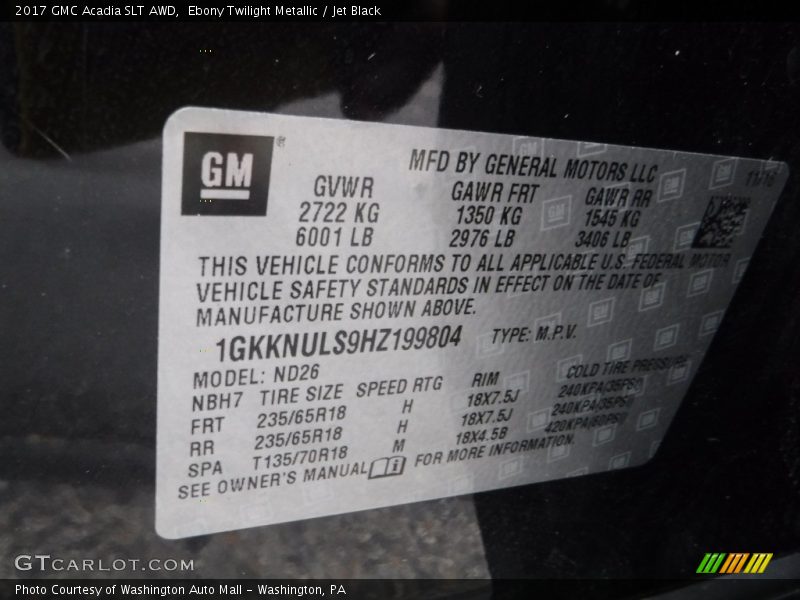 2017 GMC Acadia SLT AWD, Ebony Twilight Metallic / Jet Black
GM®
MFD BY GENERAL MOTORS LLC 11/16
GVWR GAWR FRT GAWR RR
2722 KG 1350 KG 1545 KG
6001 LB 2976 LB 3406 LB
THIS VEHICLE CONFORMS TO ALL APPLICABLE U.S. FEDERAL MOTOR
VEHICLE SAFETY STANDARDS IN EFFECT ON THE DATE OF
MANUFACTURE SHOWN ABOVE.
1GKKNULS9HZ199804 TYPE: M.P.V.
MODEL: ND26
NBH7 TIRE SIZE SPEED RTG RIM COLD TIRE PRESSURE
FRT 235/65R18 H 18X7.5J 240KPA(35PSI)
RR 235/65R18 H 18X7.5J 240KPA(35PSI)
SPA T135/70R18 M 18X4.5B 420KPA(60PSI)
SEE OWNER'S MANUAL FOR MORE INFORMATION.
GTCARLOT.COM
Photo Courtesy of Washington Auto Mall - Washington, PA